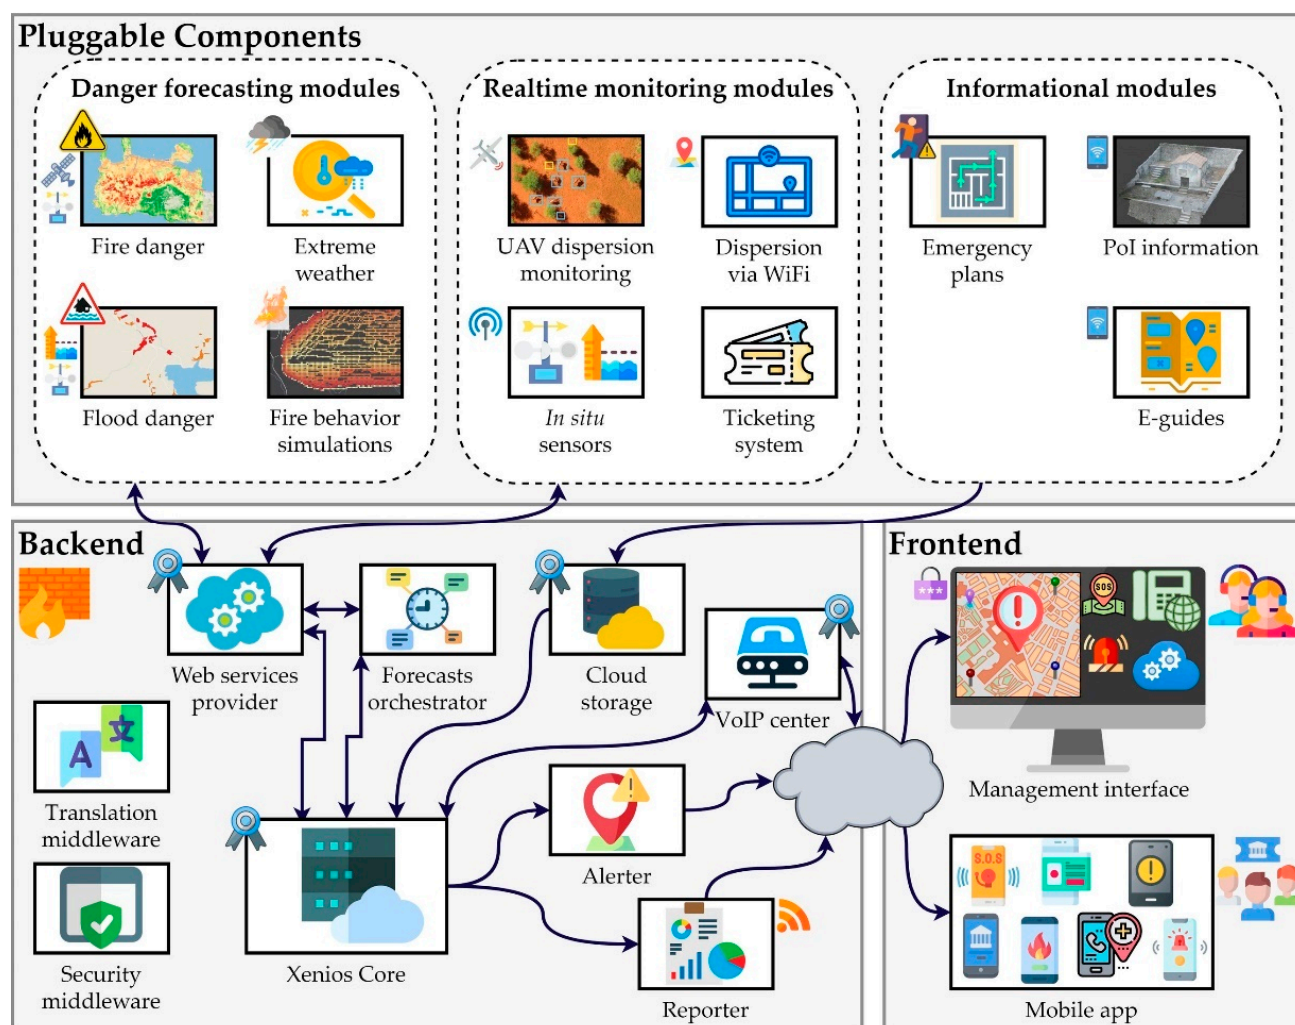 Pluggable Components
Danger forecasting modules
Fire danger
Extreme
weather
Flood danger
Fire behavior
simulations
Realtime monitoring modules
UAV dispersion
monitoring
Dispersion
via WiFi
In situ
sensors
Ticketing
system
Informational modules
Emergency
plans
PoI information
E-guides
Backend
Web services
provider
Forecasts
orchestrator
Cloud
storage
VoIP center
A 文
Translation
middleware
Security
middleware
Xenios Core
Alerter
Reporter
Frontend
***
SOS
Management interface
S.O.S
Mobile app